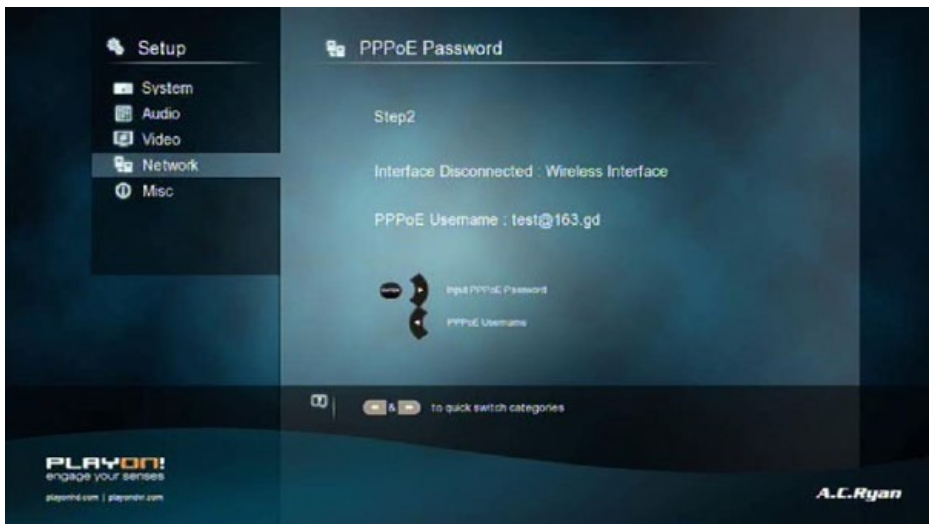 Setup
System
Audio
Video
Network
Misc
PPPoE Password
Step2
Interface Disconnected : Wireless Interface
PPPoE Username : test@163.gd
ENTER
Input PPPoE Password
PPPoE Username
& to quick switch categories
PLAYON!
engage your senses
playonhd.com | playondvr.com
A.C.Ryan